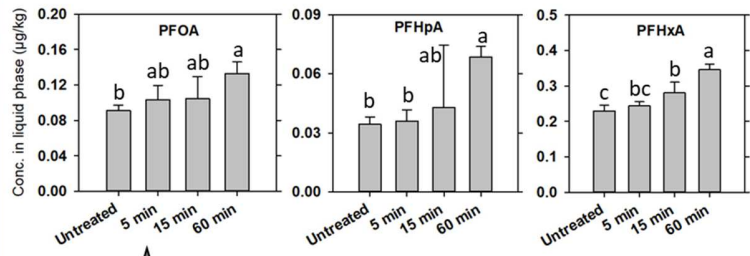 Conc. in liquid phase (µg/kg)
PFOA
0.20
0.16
0.12
0.08
0.04
0.00
b
ab
ab
a
Untreated
5 min
15 min
60 min
PFHpA
0.09
0.06
0.03
0.00
b
b
ab
a
Untreated
5 min
15 min
60 min
PFHxA
0.5
0.4
0.3
0.2
0.1
0.0
c
bc
b
a
Untreated
5 min
15 min
60 min